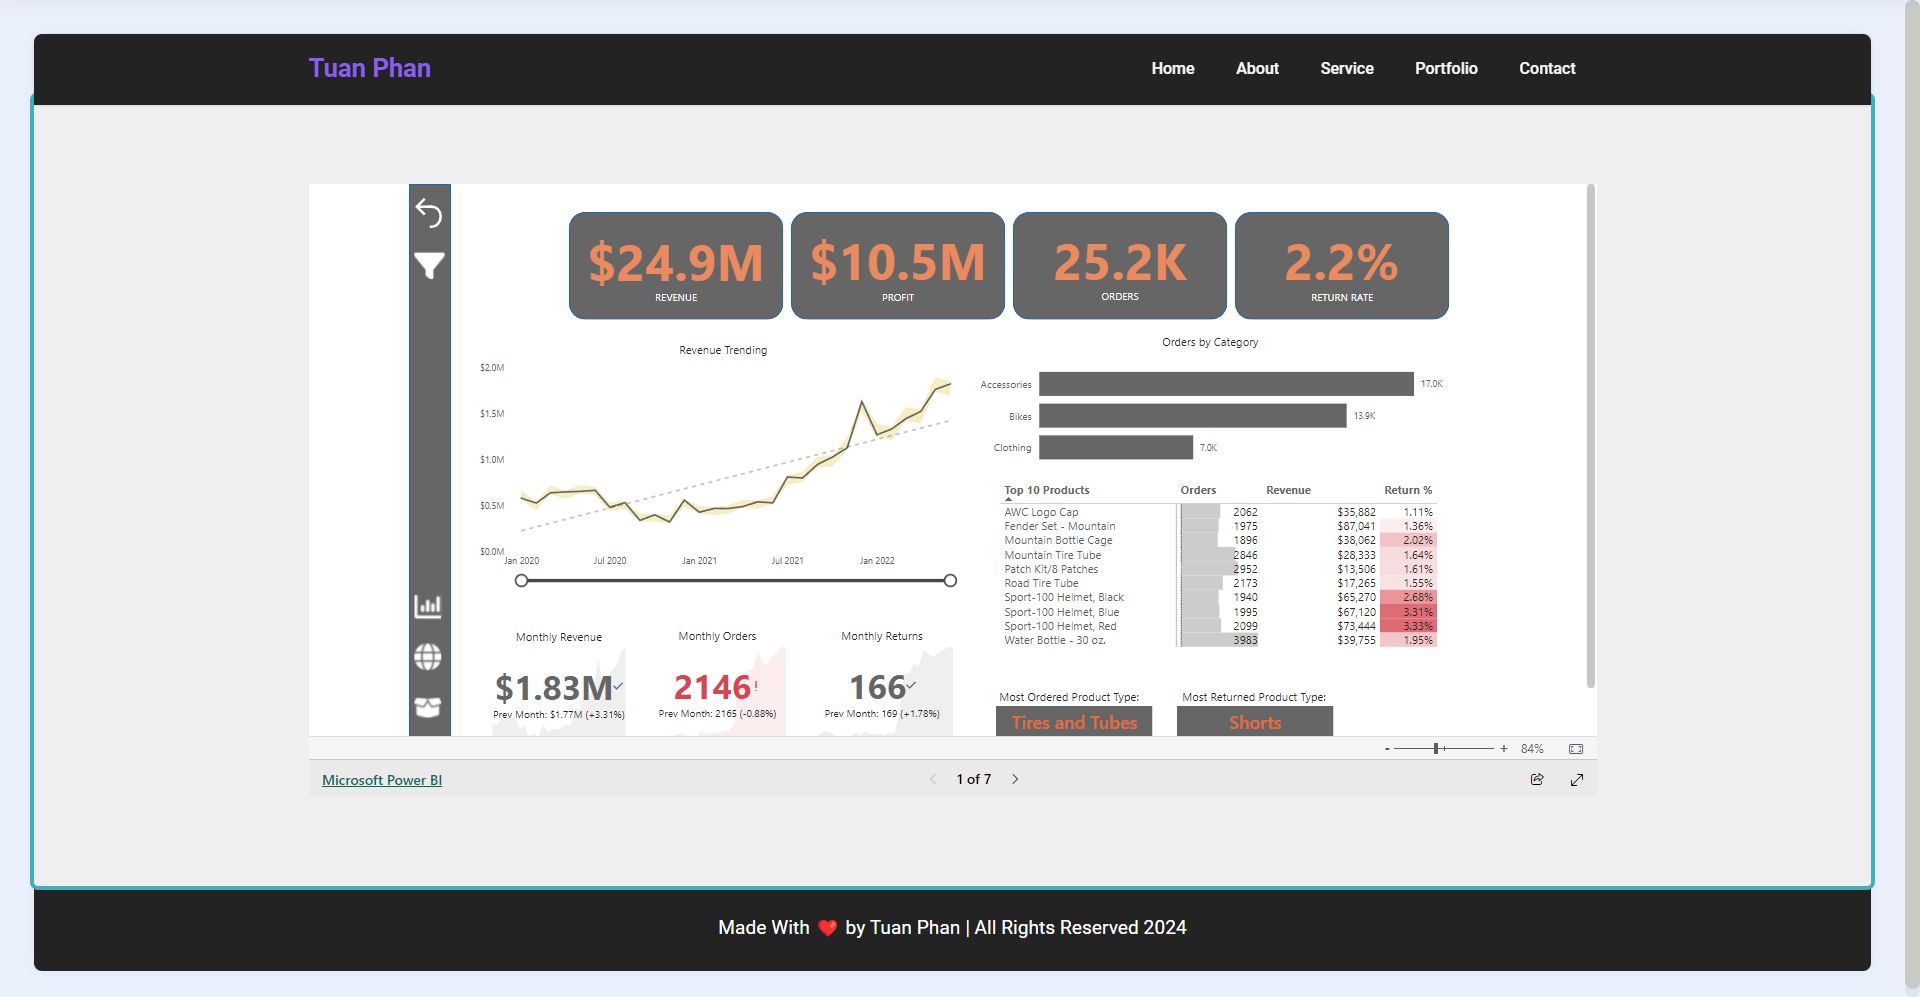 Tuan Phan
Home About Service Portfolio Contact
$24.9M
REVENUE
$10.5M
PROFIT
25.2K
ORDERS
2.2%
RETURN RATE
Revenue Trending
$2.0M
$1.5M
$1.0M
$0.5M
$0.0M
Jan 2020 Jul 2020 Jan 2021 Jul 2021 Jan 2022
Orders by Category
Accessories 17.0K
Bikes 13.9K
Clothing 7.0K
Top 10 Products Orders Revenue Return %
AWC Logo Cap 2062 $35,882 1.11%
Fender Set - Mountain 1975 $87,041 1.36%
Mountain Bottle Cage 1896 $38,062 2.02%
Mountain Tire Tube 2846 $28,333 1.64%
Patch Kit/8 Patches 2952 $13,506 1.61%
Road Tire Tube 2173 $17,265 1.55%
Sport-100 Helmet, Black 1940 $65,270 2.68%
Sport-100 Helmet, Blue 1995 $67,120 3.31%
Sport-100 Helmet, Red 2099 $73,444 3.33%
Water Bottle - 30 oz. 3983 $39,755 1.95%
Monthly Revenue
$1.83M
Prev Month: $1.77M (+3.31%)
Monthly Orders
2146!
Prev Month: 2165 (-0.88%)
Monthly Returns
166
Prev Month: 169 (+1.78%)
Most Ordered Product Type:
Tires and Tubes
Most Returned Product Type:
Shorts
- + 84%
Microsoft Power BI
1 of 7
Made With ❤️ by Tuan Phan | All Rights Reserved 2024